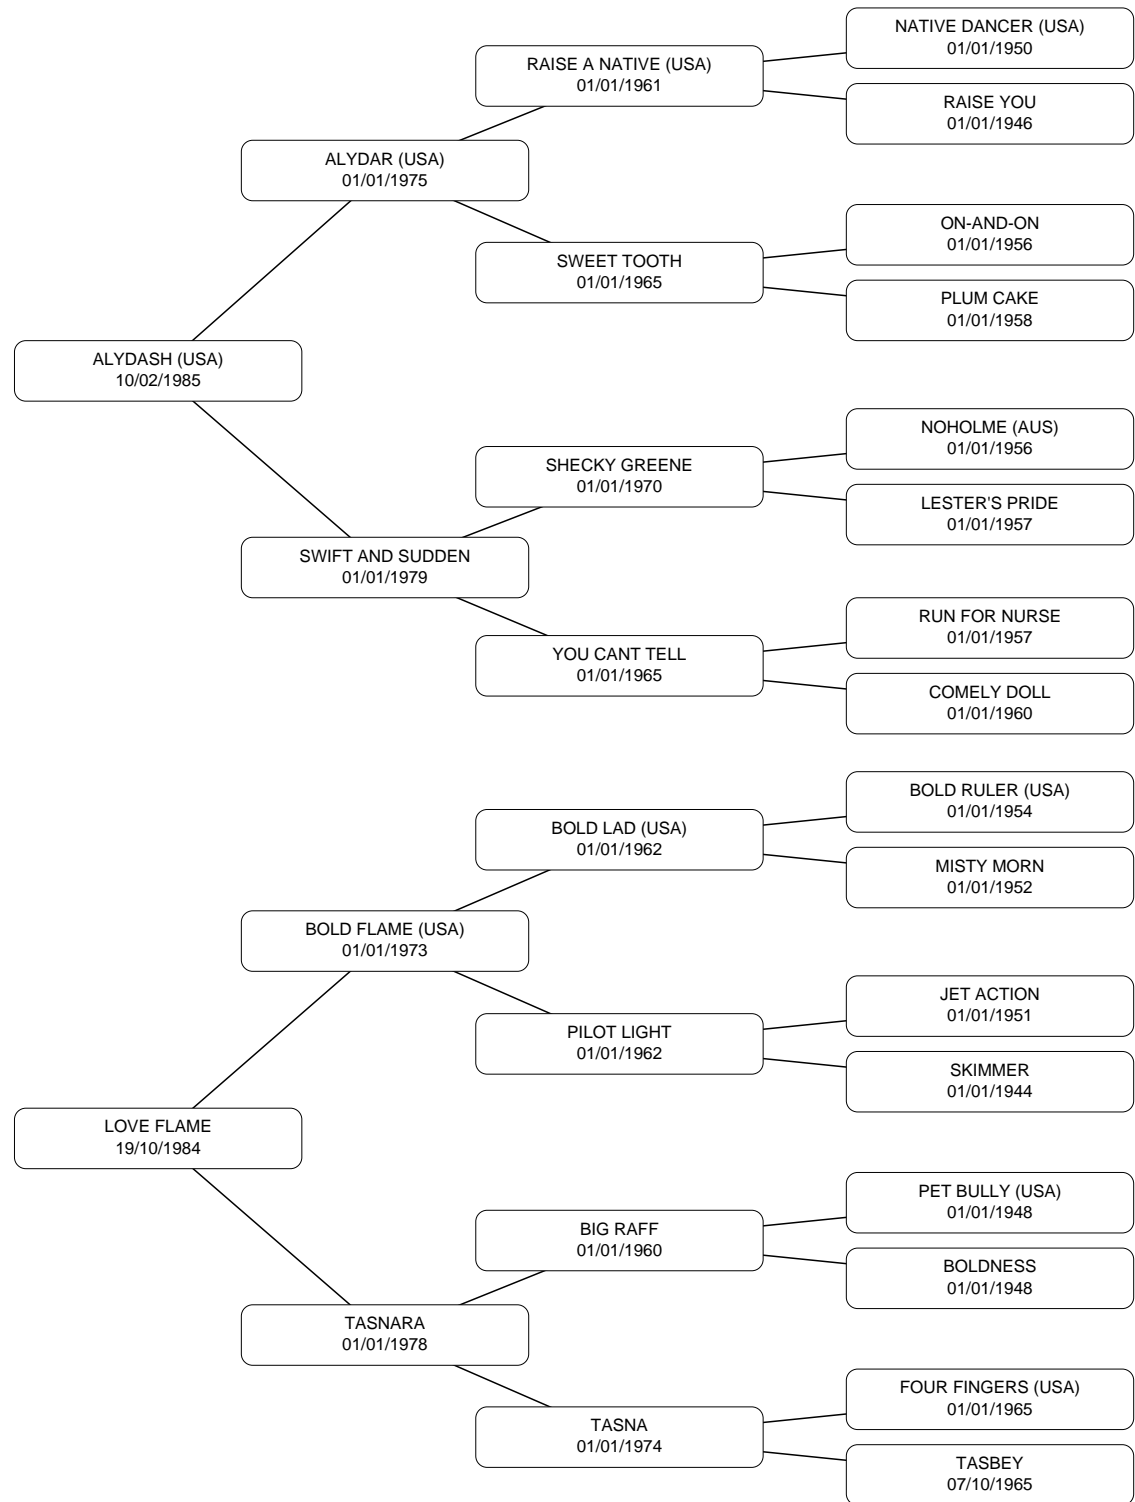 NATIVE DANCER (USA)
01/01/1950
RAISE A NATIVE (USA)
01/01/1961
RAISE YOU
01/01/1946
ALYDAR (USA)
01/01/1975
ON-AND-ON
01/01/1956
SWEET TOOTH
01/01/1965
PLUM CAKE
01/01/1958
ALYDASH (USA)
10/02/1985
NOHOLME (AUS)
01/01/1956
SHECKY GREENE
01/01/1970
LESTER'S PRIDE
01/01/1957
SWIFT AND SUDDEN
01/01/1979
RUN FOR NURSE
01/01/1957
YOU CANT TELL
01/01/1965
COMELY DOLL
01/01/1960
BOLD RULER (USA)
01/01/1954
BOLD LAD (USA)
01/01/1962
MISTY MORN
01/01/1952
BOLD FLAME (USA)
01/01/1973
JET ACTION
01/01/1951
PILOT LIGHT
01/01/1962
SKIMMER
01/01/1944
LOVE FLAME
19/10/1984
PET BULLY (USA)
01/01/1948
BIG RAFF
01/01/1960
BOLDNESS
01/01/1948
TASNARA
01/01/1978
FOUR FINGERS (USA)
01/01/1965
TASNA
01/01/1974
TASBEY
07/10/1965